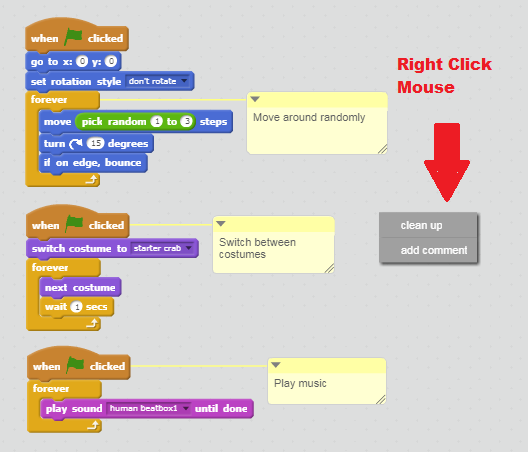 when clicked
go to x: 0 y: 0
set rotation style don't rotate
forever
move pick random 1 to 3 steps
turn 15 degrees
if on edge, bounce
Move around randomly
Right Click
Mouse
clean up
add comment
when clicked
switch costume to starter crab
forever
next costume
wait 1 secs
Switch between
costumes
when clicked
forever
play sound human beatbox1 until done
Play music